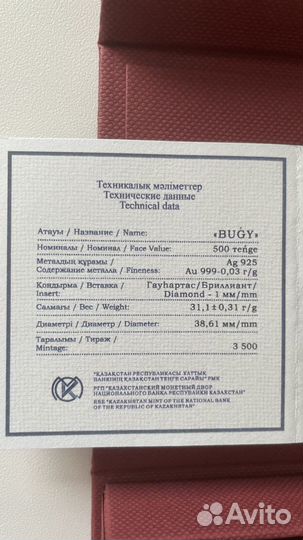 Техникалық мәліметтер
Технические данные
Technical data
Атауы / Название / Name: «BUǴY»
Номиналы / Номинал / Face Value: 500 teńge
Металдың құрамы / Ag 925
Содержание металла / Fineness: Au 999-0,03 г/g
Қондырма / Вставка / Гауһартас/Бриллиант/
Insert: Diamond - 1 мм/mm
Салмағы / Вес / Weight: 31,1±0,31 г/g
Диаметрі / Диаметр / Diameter: 38,61 мм/mm
Таралымы / Тираж /
Mintage: 3 500
"ҚАЗАҚСТАН РЕСПУБЛИКАСЫ ҰЛТТЫҚ
БАНКІНІҢ ҚАЗАҚСТАН ТЕҢГЕ САРАЙЫ" РМК
РГП "КАЗАХСТАНСКИЙ МОНЕТНЫЙ ДВОР
НАЦИОНАЛЬНОГО БАНКА РЕСПУБЛИКИ КАЗАХСТАН"
RSE "KAZAKHSTAN MINT OF THE NATIONAL BANK
OF THE REPUBLIC OF KAZAKHSTAN"
Avito